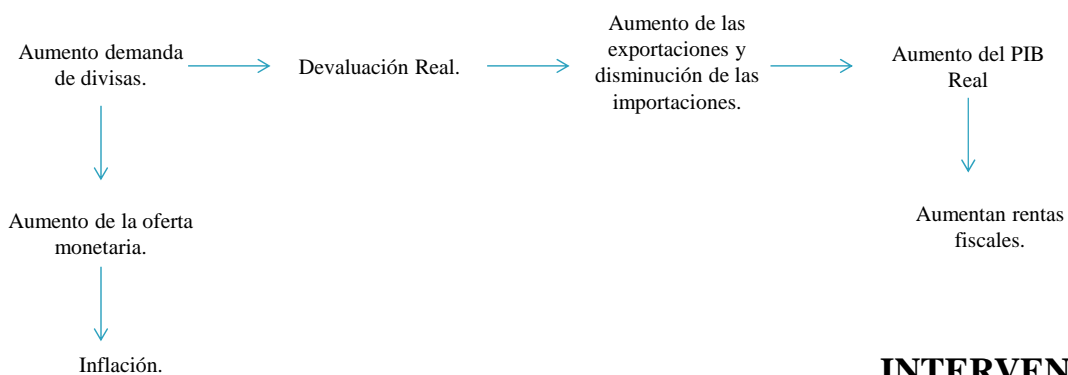 Aumento demanda
de divisas.
Devaluación Real.
Aumento de las
exportaciones y
disminución de las
importaciones.
Aumento del PIB
Real
Aumento de la oferta
monetaria.
Aumentan rentas
fiscales.
Inflación.
INTERVEN